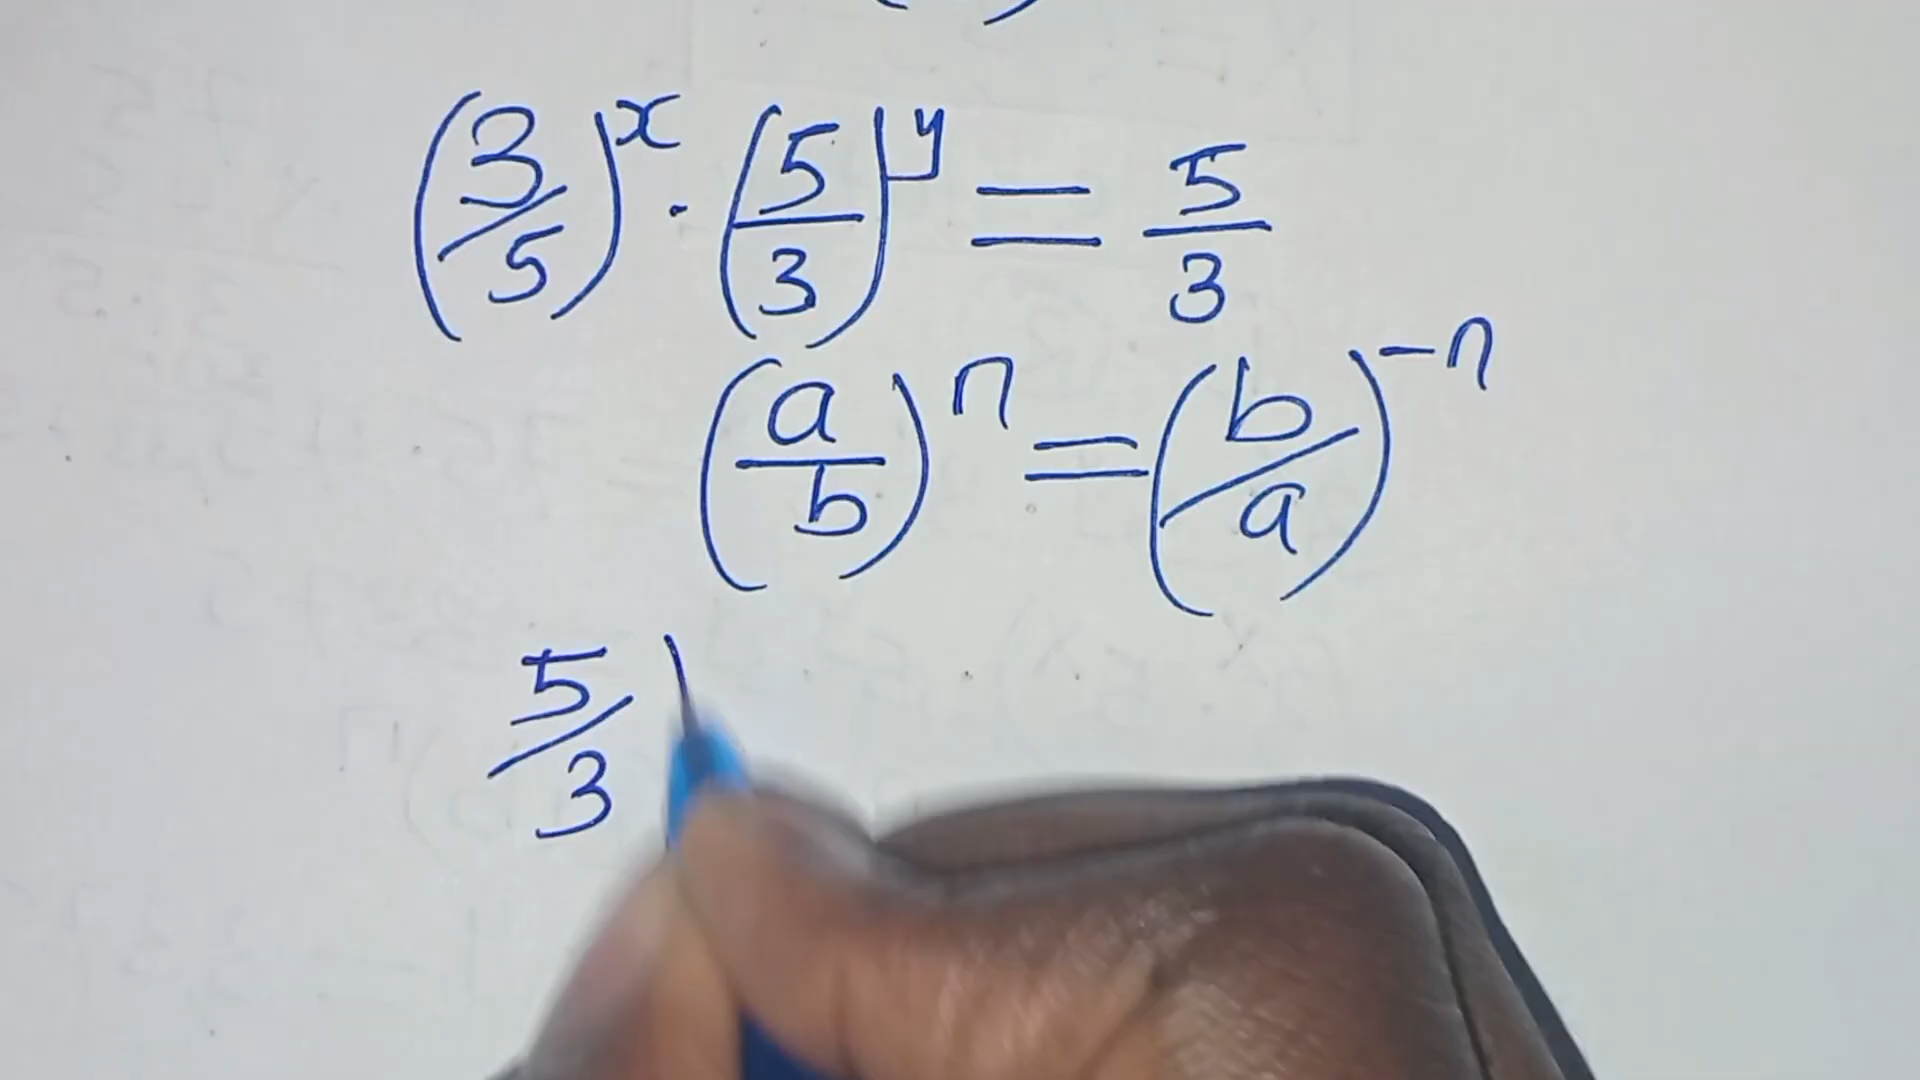 (3/5)^x · (5/3)^y = 5/3
(a/b)^n = (b/a)^-n
5/3)